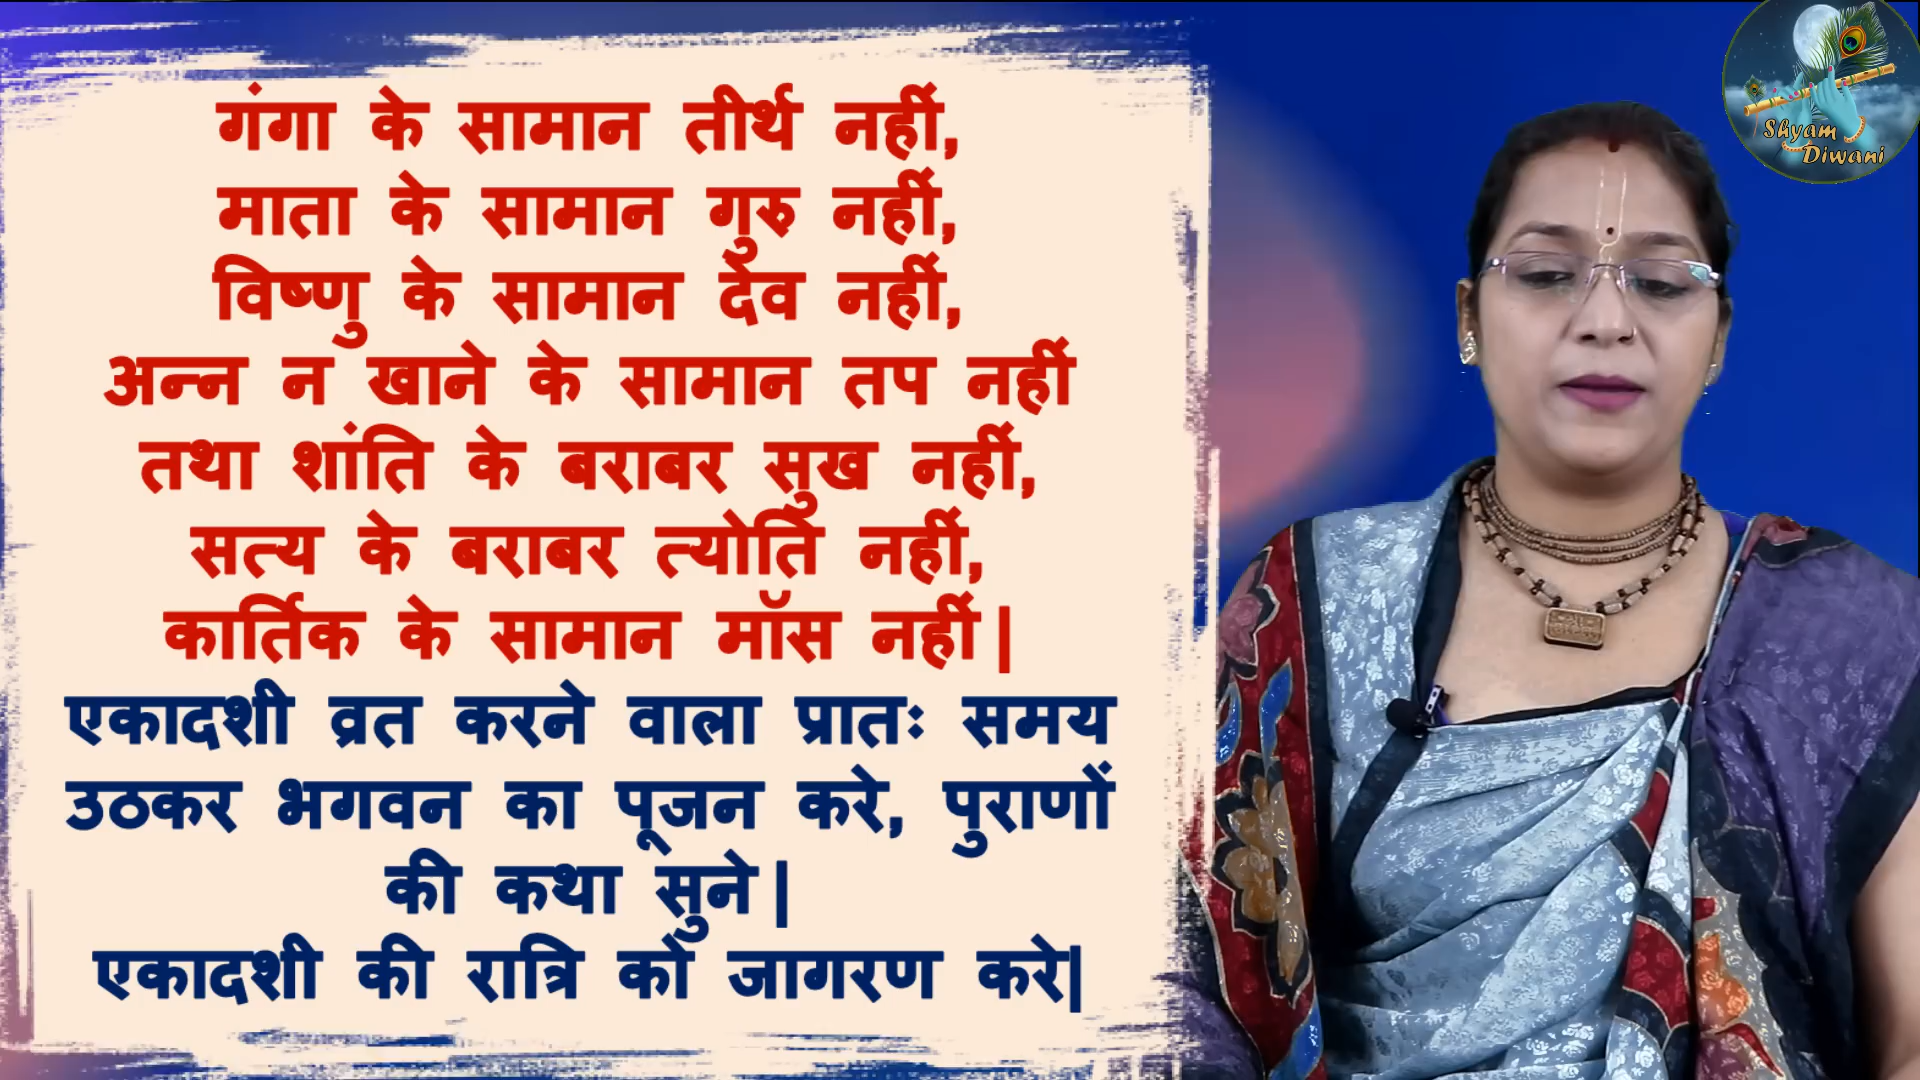 गंगा के सामान तीर्थ नहीं,
माता के सामान गुरु नहीं,
विष्णु के सामान देव नहीं,
अन्न न खाने के सामान तप नहीं
तथा शांति के बराबर सुख नहीं,
सत्य के बराबर त्योति नहीं,
कार्तिक के सामान मॉस नहीं|
एकादशी व्रत करने वाला प्रातः समय
उठकर भगवन का पूजन करे, पुराणों
की कथा सुने|
एकादशी की रात्रि को जागरण करे|
Shyam
Diwani